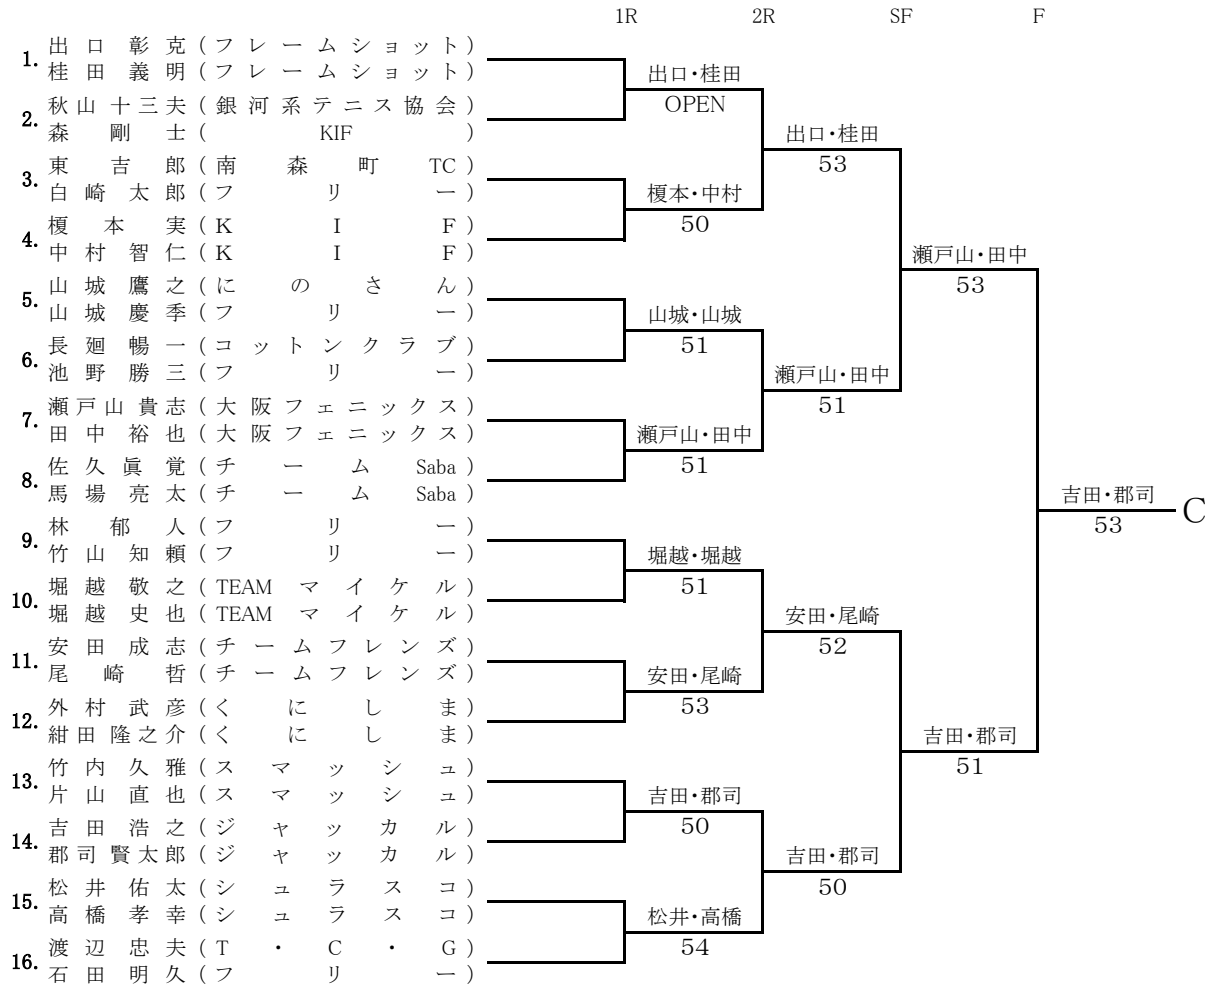 1R 2R SF F
1. 出口彰克(フレームショット)
桂田義明(フレームショット)
出口・桂田
OPEN
2. 秋山十三夫(銀河系テニス協会)
森剛士(KIF)
出口・桂田
53
3. 東吉郎(南森町TC)
白崎太郎(フリー)
榎本・中村
50
4. 榎本実(KIF)
中村智仁(KIF)
瀬戸山・田中
53
5. 山城鷹之(にのさん)
山城慶季(フリー)
山城・山城
51
6. 長廻暢一(コットンクラブ)
池野勝三(フリー)
瀬戸山・田中
51
7. 瀬戸山貴志(大阪フェニックス)
田中裕也(大阪フェニックス)
瀬戸山・田中
51
8. 佐久眞覚(チームSaba)
馬場亮太(チームSaba)
吉田・郡司
53
C
9. 林郁人(フリー)
竹山知頼(フリー)
堀越・堀越
51
10. 堀越敬之(TEAMマイケル)
堀越史也(TEAMマイケル)
安田・尾崎
52
11. 安田成志(チームフレンズ)
尾崎哲(チームフレンズ)
安田・尾崎
53
12. 外村武彦(くにしま)
紺田隆之介(くにしま)
吉田・郡司
51
13. 竹内久雅(スマッシュ)
片山直也(スマッシュ)
吉田・郡司
50
14. 吉田浩之(ジャッカル)
郡司賢太郎(ジャッカル)
吉田・郡司
50
15. 松井佑太(シュラスコ)
高橋孝幸(シュラスコ)
松井・高橋
54
16. 渡辺忠夫(T・C・G)
石田明久(フリー)